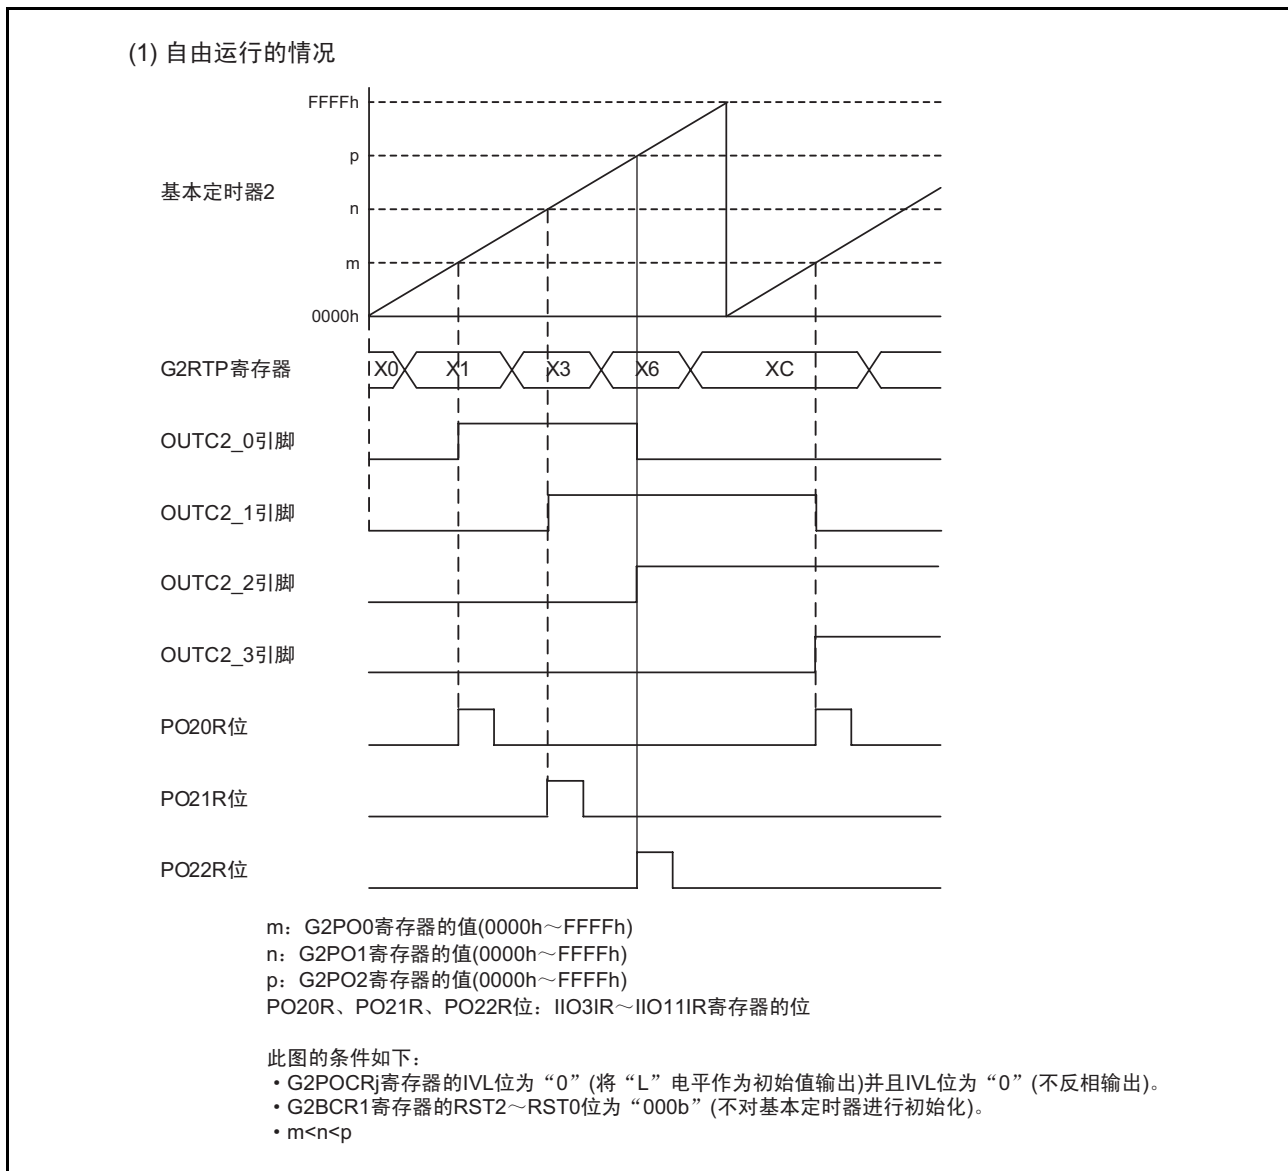 (1) 自由运行的情况
FFFFh
p
基本定时器2
n
m
0000h
G2RTP寄存器
X0 X1 X3 X6 XC
OUTC2_0引脚
OUTC2_1引脚
OUTC2_2引脚
OUTC2_3引脚
PO20R位
PO21R位
PO22R位
m：G2PO0寄存器的值(0000h～FFFFh)
n：G2PO1寄存器的值(0000h～FFFFh)
p：G2PO2寄存器的值(0000h～FFFFh)
PO20R、PO21R、PO22R位：IIO3IR～IIO11IR寄存器的位
此图的条件如下：
・G2POCRj寄存器的IVL位为“0” (将“L”电平作为初始值输出)并且IVL位为“0” (不反相输出)。
・G2BCR1寄存器的RST2～RST0位为“000b” (不对基本定时器进行初始化)。
・m<n<p